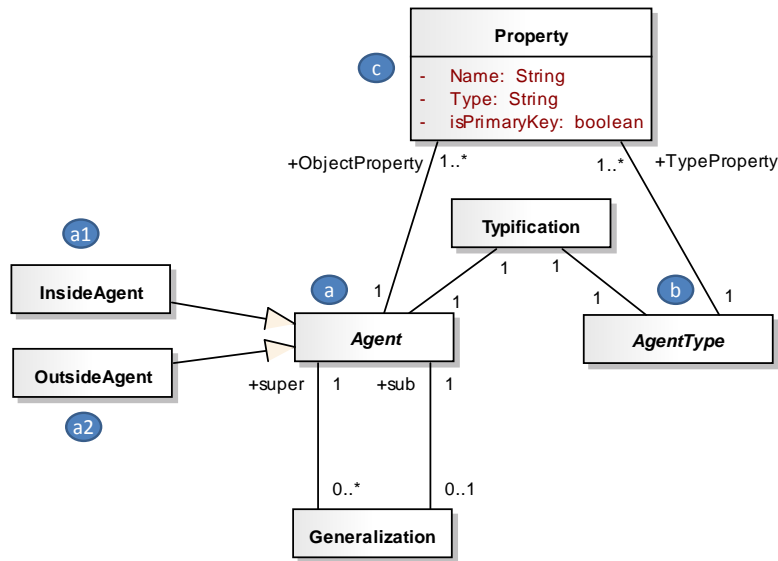 Property
c
- Name: String
- Type: String
- isPrimaryKey: boolean
+ObjectProperty
1..*
1..*
+TypeProperty
Typification
a1
InsideAgent
a
1
1
1
1
1
b
1
Agent
AgentType
OutsideAgent
a2
+super
1
+sub
1
0..*
0..1
Generalization